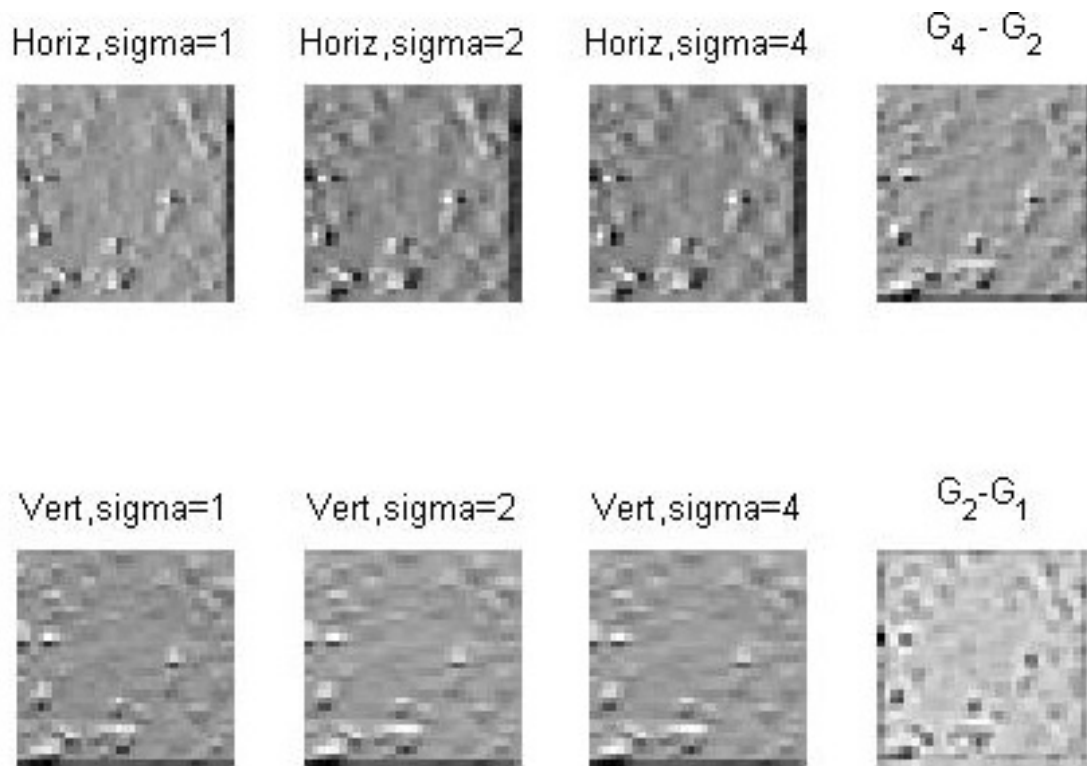 Horiz,sigma=1 Horiz,sigma=2 Horiz,sigma=4 G₄ - G₂
Vert,sigma=1 Vert,sigma=2 Vert,sigma=4 G₂-G₁